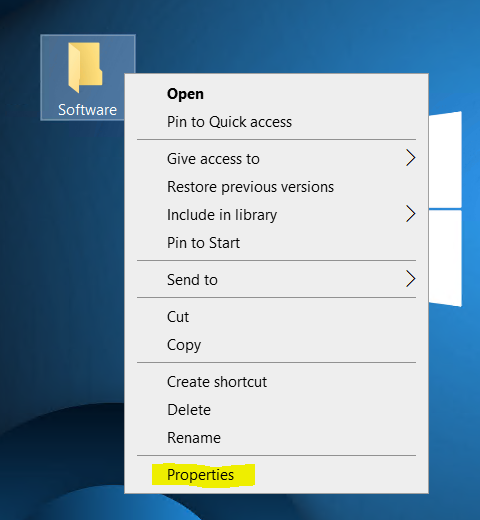 Software
Open
Pin to Quick access
Give access to
Restore previous versions
Include in library
Pin to Start
Send to
Cut
Copy
Create shortcut
Delete
Rename
Properties